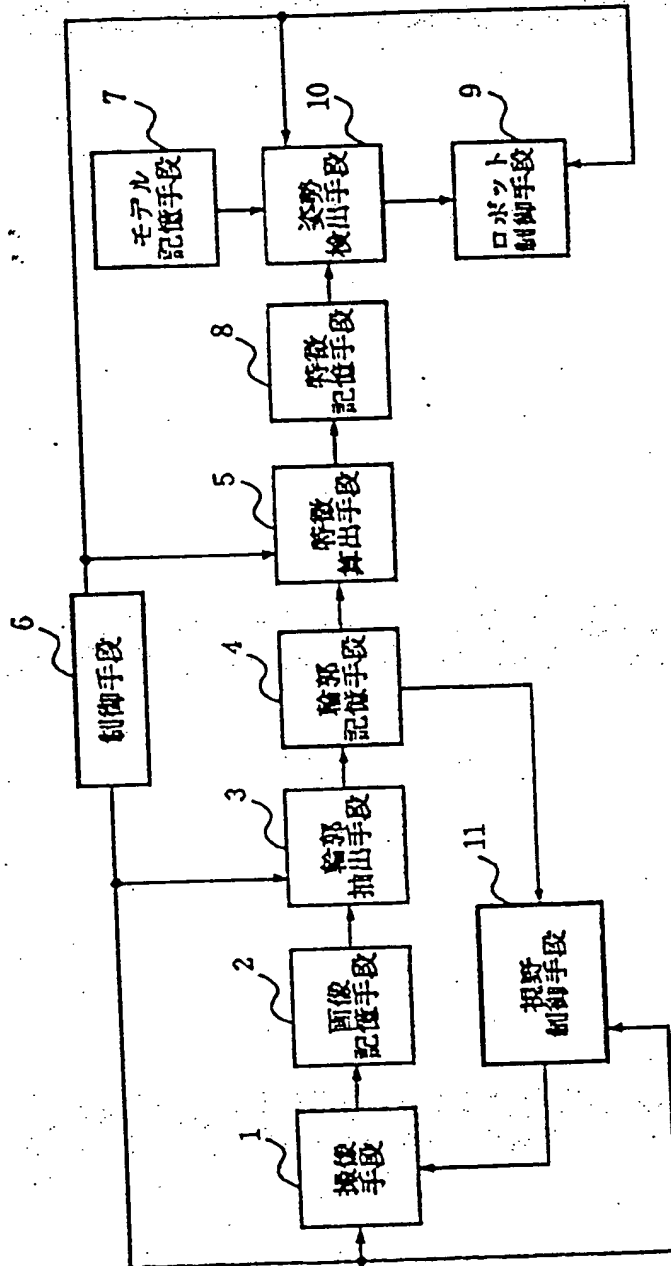 6
制御手段
7
モデル
記憶手段
1
撮像
手段
2
画像
記憶手段
3
輪郭
抽出手段
4
輪郭
記憶手段
5
特徴
算出手段
8
特徴
記憶手段
10
姿勢
検出手段
9
ロボット
制御手段
11
視野
制御手段